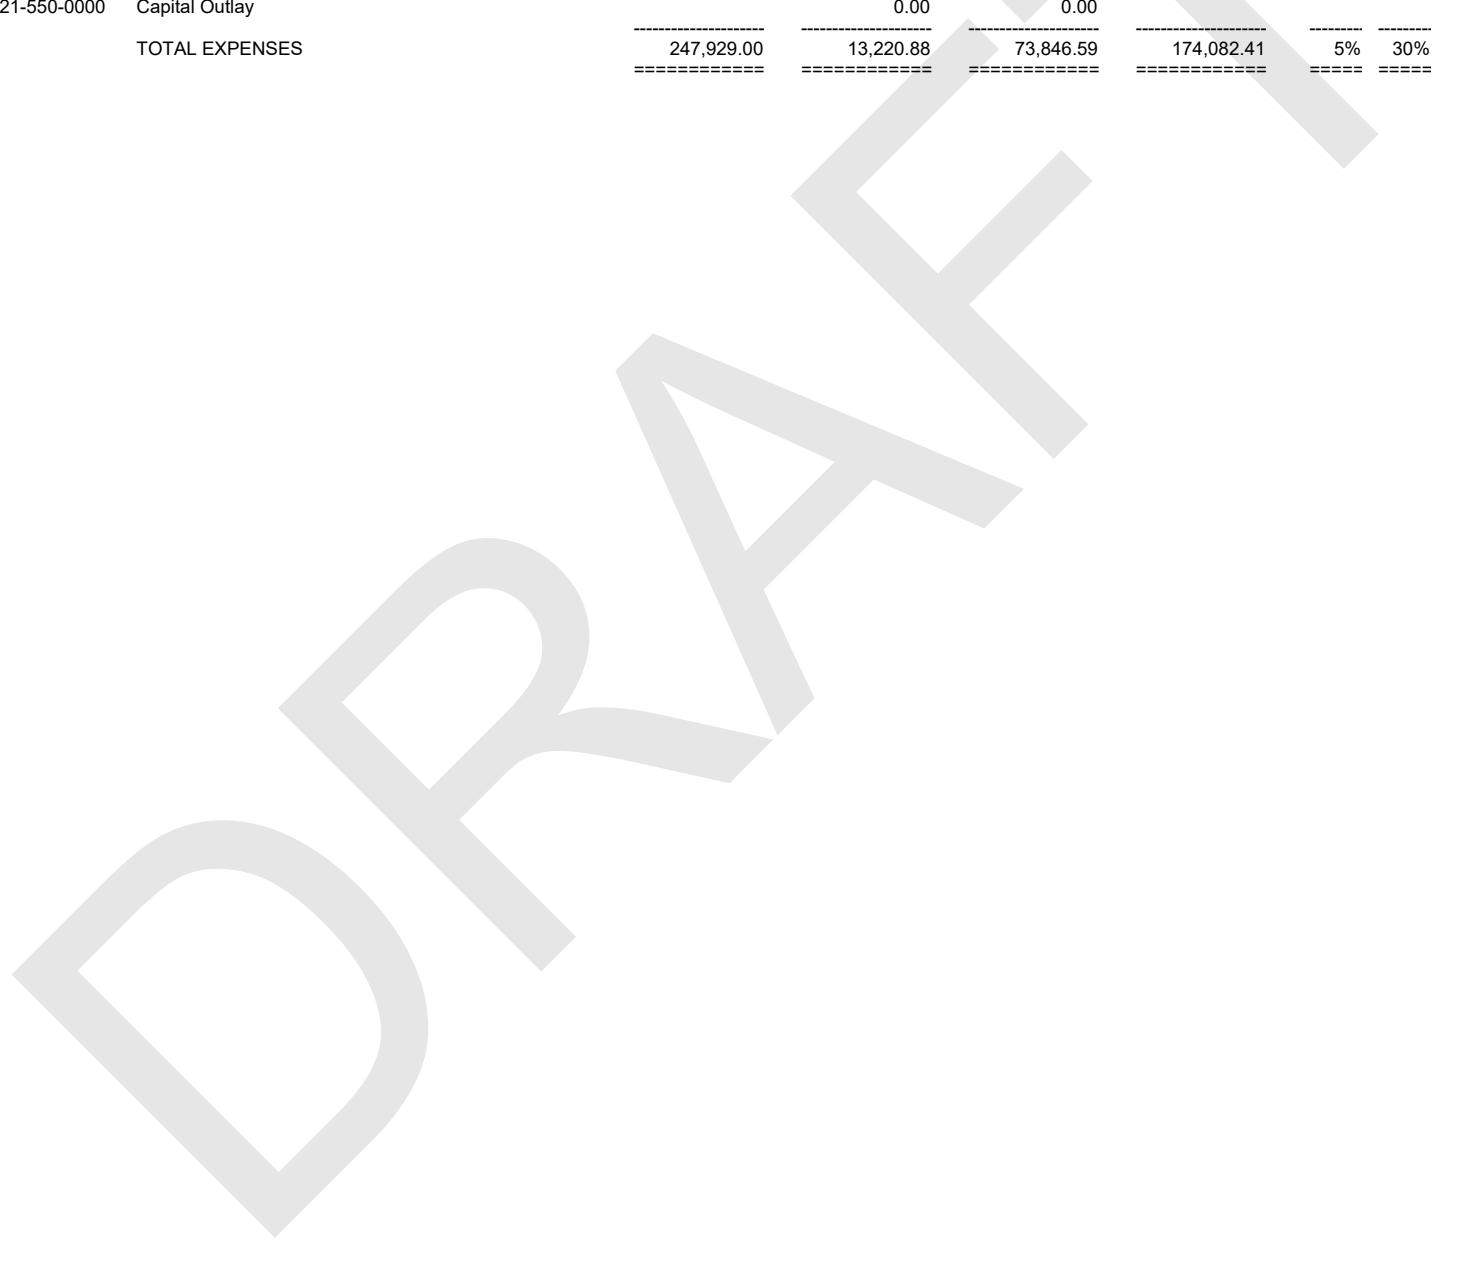 21-550-0000 Capital Outlay 0.00 0.00
--------------------- --------------------- --------------------- --------------------- --------- ---------
TOTAL EXPENSES 247,929.00 13,220.88 73,846.59 174,082.41 5% 30%
============ ============ ============ ============ ===== =====
DRAFT